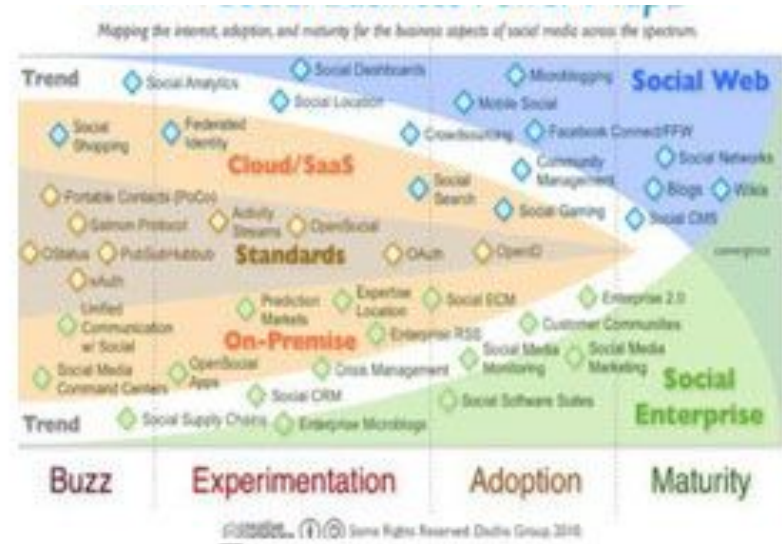 Mapping the interest, adoption, and maturity for the business aspects of social media across the spectrum.
Trend
Social Analytics
Social Dashboards
Microblogging
Social Web
Social Location
Mobile Social
Social
Shopping
Federated
Identity
Crowdsourcing
Facebook Connect/FFW
Cloud/SaaS
Community
Management
Social Networks
Portable Contacts (PoCo)
Social
Search
Blogs
Wikis
Salmon Protocol
Activity
Streams
OpenSocial
Social Gaming
Social CMS
OStatus
PubSubHubbub
Standards
OAuth
OpenID
convergence
xAuth
Unified
Communication
w/ Social
Prediction
Markets
Expertise
Location
Social ECM
Enterprise 2.0
On-Premise
Enterprise RSS
Customer Communities
Social Media
Command Centers
OpenSocial
Apps
Crisis Management
Social Media
Monitoring
Social Media
Marketing
Social
Enterprise
Social CRM
Social Software Suites
Trend
Social Supply Chains
Enterprise Microblogs
Buzz
Experimentation
Adoption
Maturity
Some Rights Reserved. Dachis Group, 2010.